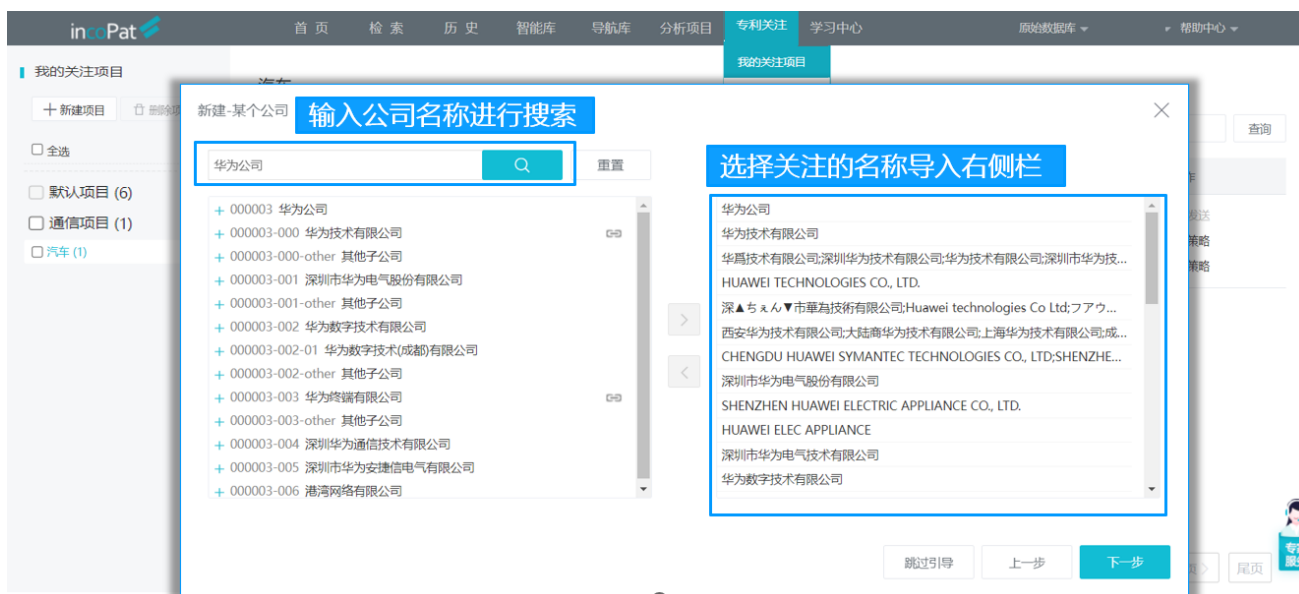 incoPat 首 页 检 索 历 史 智能库 导航库 分析项目 专利关注 学习中心 原始数据库 帮助中心
我的关注项目
我的关注项目
汽车
＋新建项目 删除项
全选
默认项目 (6)
通信项目 (1)
汽车 (1)
查询
发送
策略
策略
新建-某个公司
输入公司名称进行搜索
华为公司
重置
选择关注的名称导入右侧栏
+ 000003 华为公司
+ 000003-000 华为技术有限公司
+ 000003-000-other 其他子公司
+ 000003-001 深圳市华为电气股份有限公司
+ 000003-001-other 其他子公司
+ 000003-002 华为数字技术有限公司
+ 000003-002-01 华为数字技术(成都)有限公司
+ 000003-002-other 其他子公司
+ 000003-003 华为终端有限公司
+ 000003-003-other 其他子公司
+ 000003-004 深圳华为通信技术有限公司
+ 000003-005 深圳市华为安捷信电气有限公司
+ 000003-006 港湾网络有限公司
华为公司
华为技术有限公司
华爲技术有限公司;深圳华为技术有限公司;华为技术有限公司;深圳市华为技...
HUAWEI TECHNOLOGIES CO., LTD.
深▲ちぇん▼市華為技術有限公司;Huawei technologies Co Ltd;フアウ...
西安华为技术有限公司;大陆商华为技术有限公司;上海华为技术有限公司;成...
CHENGDU HUAWEI SYMANTEC TECHNOLOGIES CO., LTD;SHENZHE...
深圳市华为电气股份有限公司
SHENZHEN HUAWEI ELECTRIC APPLIANCE CO., LTD.
HUAWEI ELEC APPLIANCE
深圳市华为电气技术有限公司
华为数字技术有限公司
跳过引导 上一步 下一步
尾页